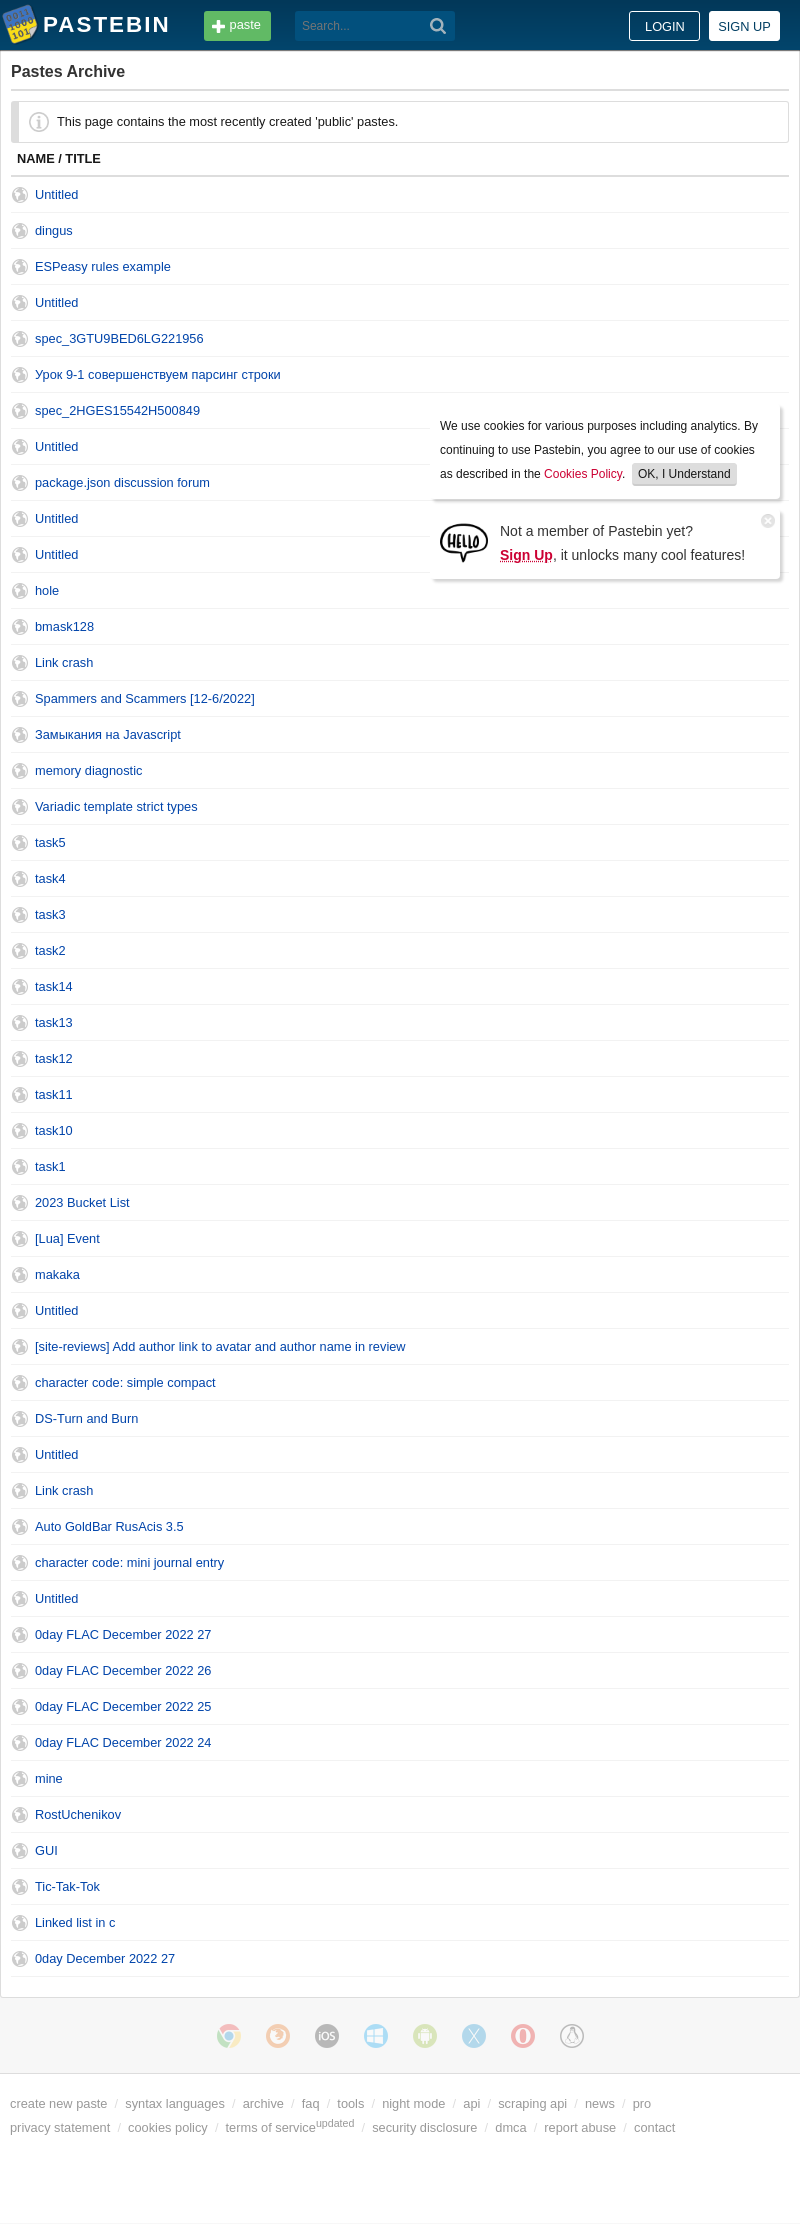 PASTEBIN
paste
Search...
LOGIN
SIGN UP
Pastes Archive
This page contains the most recently created 'public' pastes.
NAME / TITLE
Untitled
dingus
ESPeasy rules example
Untitled
spec_3GTU9BED6LG221956
Урок 9-1 совершенствуем парсинг строки
spec_2HGES15542H500849
Untitled
package.json discussion forum
Untitled
Untitled
We use cookies for various purposes including analytics. By
continuing to use Pastebin, you agree to our use of cookies
as described in the Cookies Policy. OK, I Understand
HELLO
Not a member of Pastebin yet?
Sign Up, it unlocks many cool features!
hole
bmask128
Link crash
Spammers and Scammers [12-6/2022]
Замыкания на Javascript
memory diagnostic
Variadic template strict types
task5
task4
task3
task2
task14
task13
task12
task11
task10
task1
2023 Bucket List
[Lua] Event
makaka
Untitled
[site-reviews] Add author link to avatar and author name in review
character code: simple compact
DS-Turn and Burn
Untitled
Link crash
Auto GoldBar RusAcis 3.5
character code: mini journal entry
Untitled
0day FLAC December 2022 27
0day FLAC December 2022 26
0day FLAC December 2022 25
0day FLAC December 2022 24
mine
RostUchenikov
GUI
Tic-Tak-Tok
Linked list in c
0day December 2022 27
iOS
create new paste / syntax languages / archive / faq / tools / night mode / api / scraping api / news / pro
privacy statement / cookies policy / terms of service updated / security disclosure / dmca / report abuse / contact